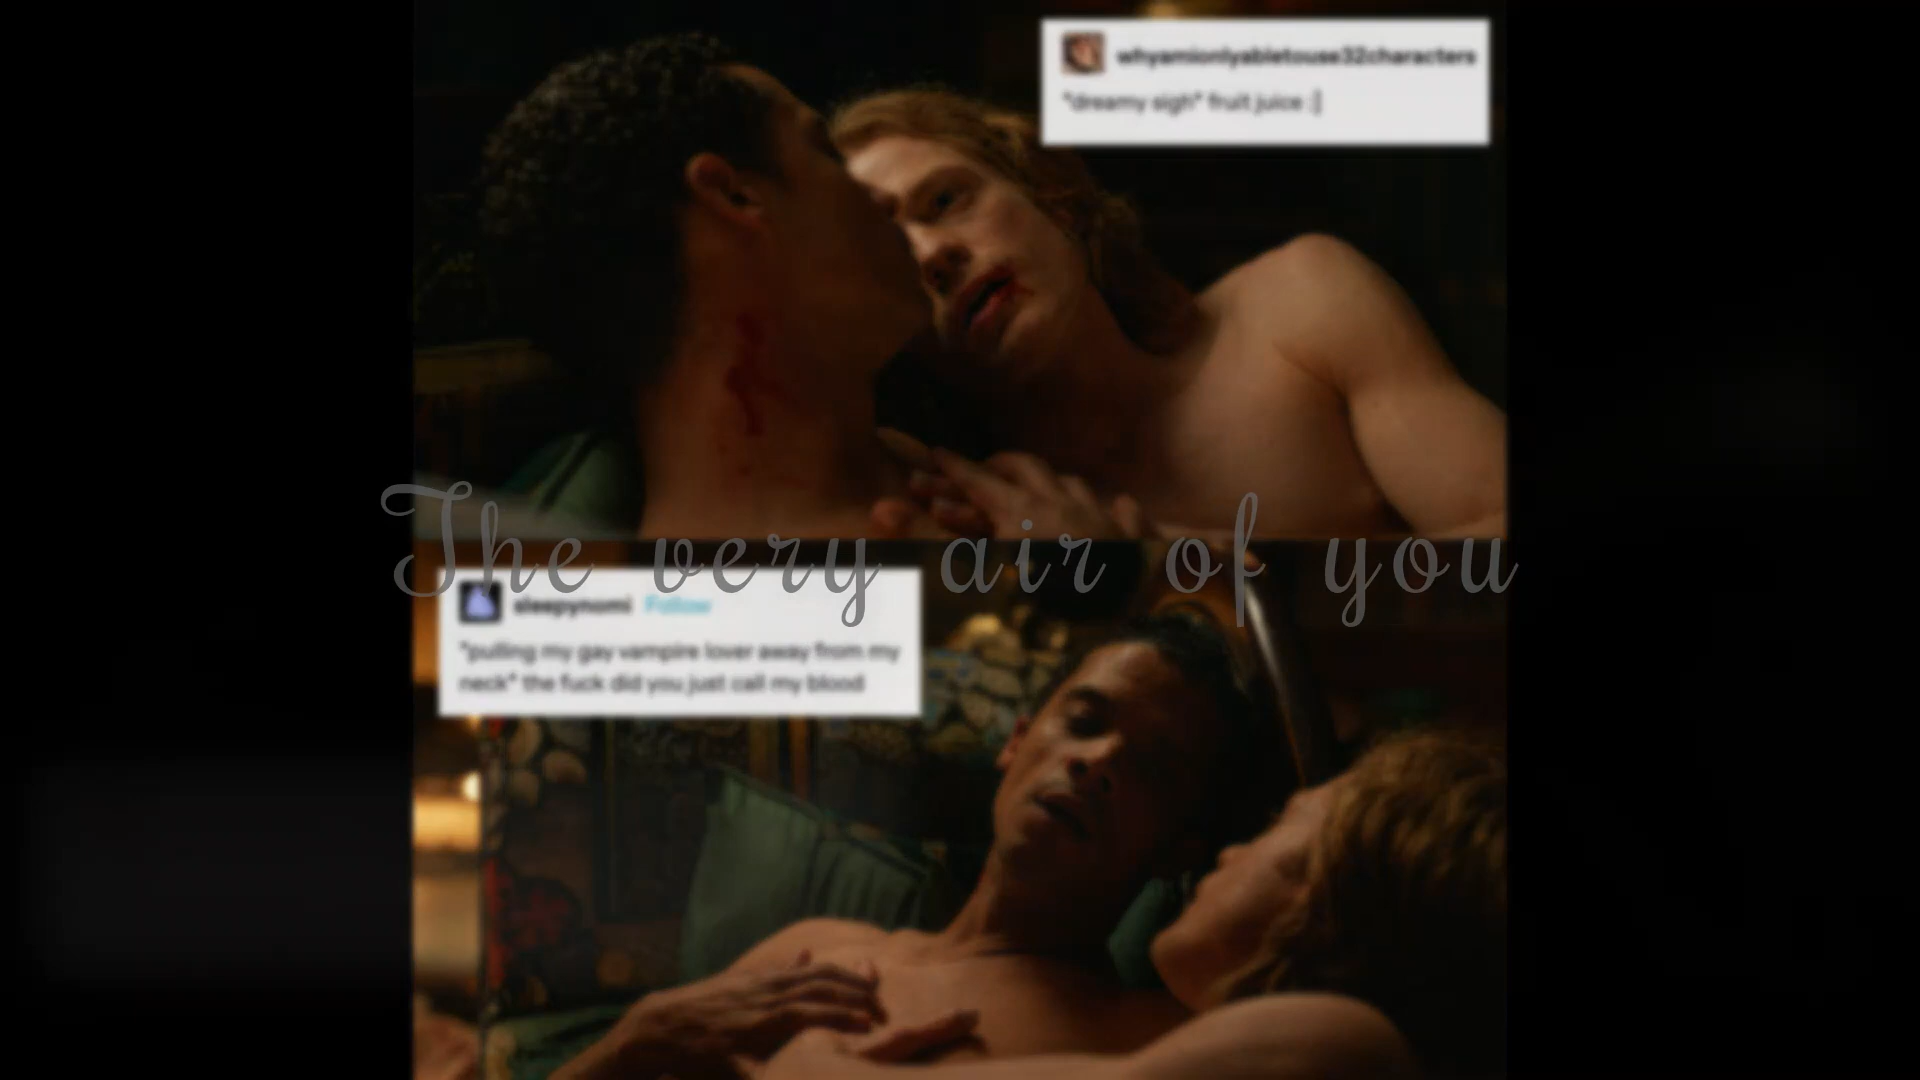 whyamionlyabletouse32characters
*dreamy sigh* fruit juice :]
The very air of you
sleepynomi Follow
*pulling my gay vampire lover away from my
neck* the fuck did you just call my blood